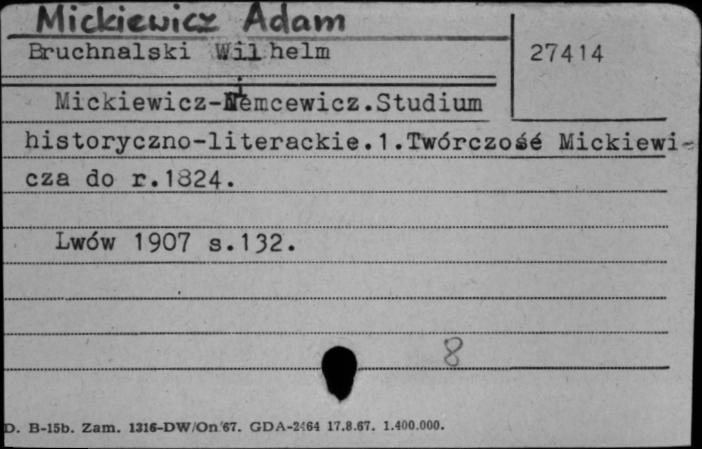 Mickiewicz Adam
Bruchnalski Wilhelm
27414
Mickiewicz-Niemcewicz.Studium
historyczno-literackie.1.Twórczość Mickiewi-
cza do r.1824.
Lwów 1907 s.132.
8
D. B-15b. Zam. 1316-DW/On/67. GDA-2464 17.8.67. 1.400.000.